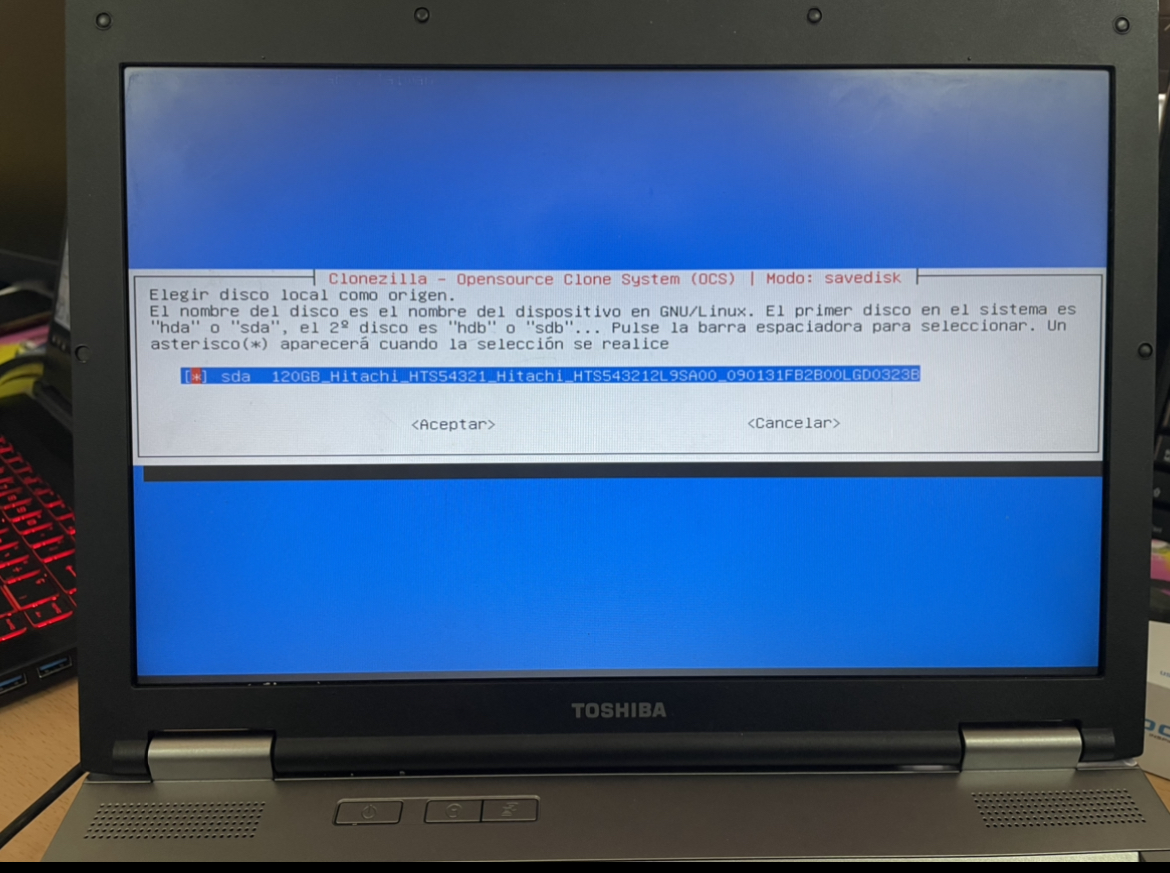 Clonezilla - Opensource Clone System (OCS) | Modo: savedisk
Elegir disco local como origen.
El nombre del disco es el nombre del dispositivo en GNU/Linux. El primer disco en el sistema es
"hda" o "sda", el 2º disco es "hdb" o "sdb"... Pulse la barra espaciadora para seleccionar. Un
asterisco(*) aparecerá cuando la selección se realice
[*] sda 120GB_Hitachi_HTS54321_Hitachi_HTS543212L9SA00_090131FB2B00LGD0323B
<Aceptar> <Cancelar>
TOSHIBA